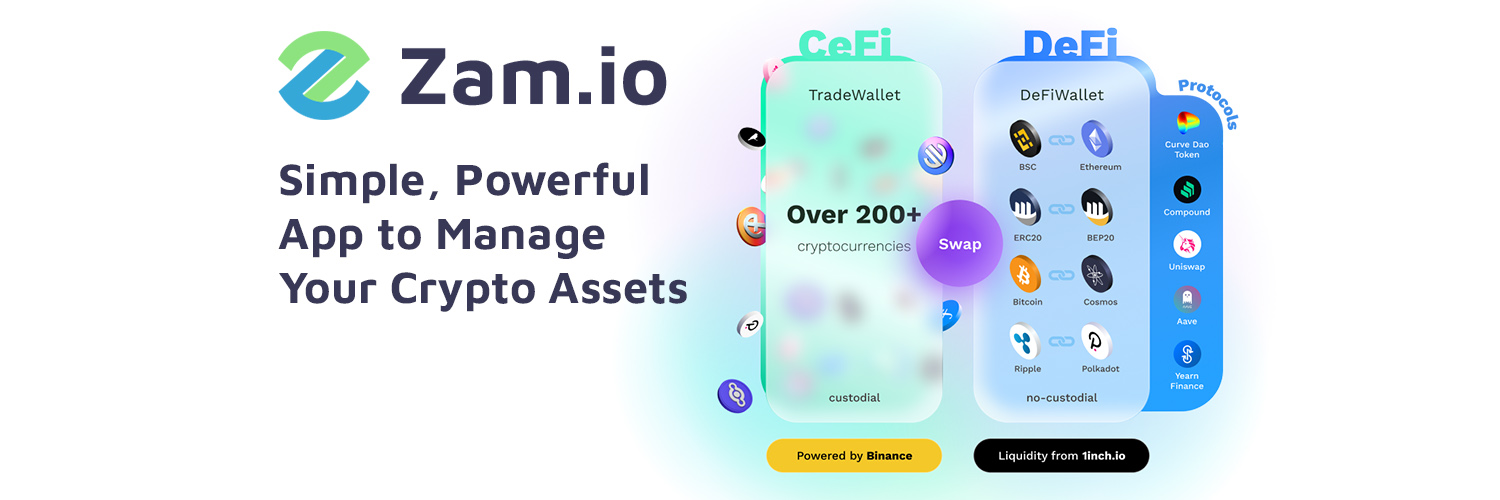 Zam.io
Simple, Powerful
App to Manage
Your Crypto Assets
CeFi
TradeWallet
Over 200+
cryptocurrencies
custodial
Powered by Binance
Swap
DeFi
DeFiWallet
BSC
Ethereum
ERC20
BEP20
Bitcoin
Cosmos
Ripple
Polkadot
no-custodial
Liquidity from 1inch.io
Protocols
Curve Dao
Token
Compound
Uniswap
Aave
Yearn
Finance